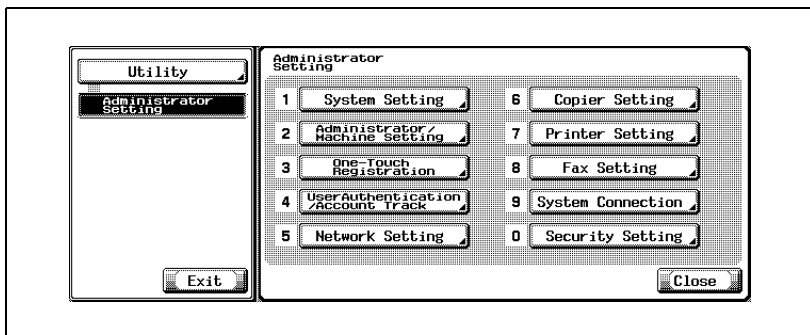 Utility
Administrator
Setting
Exit
Administrator
Setting
1 System Setting
2 Administrator/
Machine Setting
3 One-Touch
Registration
4 UserAuthentication
/Account Track
5 Network Setting
6 Copier Setting
7 Printer Setting
8 Fax Setting
9 System Connection
0 Security Setting
Close